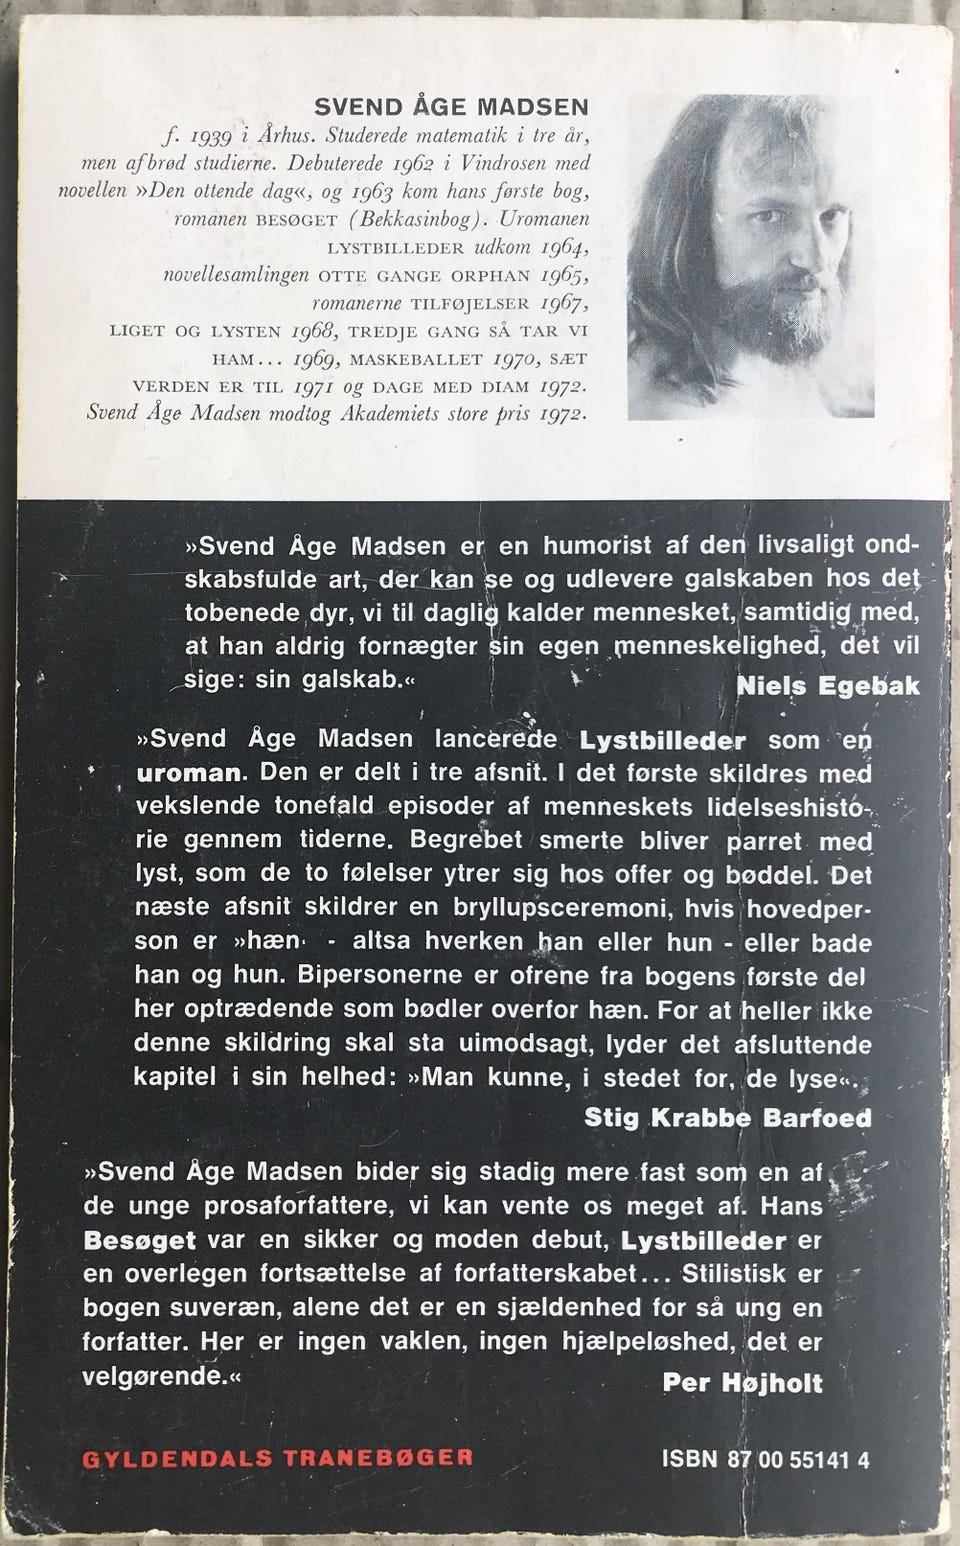 SVEND ÅGE MADSEN
f. 1939 i Århus. Studerede matematik i tre år,
men afbrød studierne. Debuterede 1962 i Vindrosen med
novellen »Den ottende dag«, og 1963 kom hans første bog,
romanen BESØGET (Bekkasinbog). Uromanen
LYSTBILLEDER udkom 1964,
novellesamlingen OTTE GANGE ORPHAN 1965,
romanerne TILFØJELSER 1967,
LIGET OG LYSTEN 1968, TREDJE GANG SÅ TAR VI
HAM... 1969, MASKEBALLET 1970, SÆT
VERDEN ER TIL 1971 og DAGE MED DIAM 1972.
Svend Åge Madsen modtog Akademiets store pris 1972.
»Svend Åge Madsen er en humorist af den livsaligt ond-
skabsfulde art, der kan se og udlevere galskaben hos det
tobenede dyr, vi til daglig kalder mennesket, samtidig med,
at han aldrig fornægter sin egen menneskelighed, det vil
sige: sin galskab.«
Niels Egebak
»Svend Åge Madsen lancerede Lystbilleder som en
uroman. Den er delt i tre afsnit. I det første skildres med
vekslende tonefald episoder af menneskets lidelseshisto-
rie gennem tiderne. Begrebet smerte bliver parret med
lyst, som de to følelser ytrer sig hos offer og bøddel. Det
næste afsnit skildrer en bryllupsceremoni, hvis hovedper-
son er »hæn‹ - altsa hverken han eller hun - eller bade
han og hun. Bipersonerne er ofrene fra bogens første del
her optrædende som bødler overfor hæn. For at heller ikke
denne skildring skal sta uimodsagt, lyder det afsluttende
kapitel i sin helhed: »Man kunne, i stedet for, de lyse«.
Stig Krabbe Barfoed
»Svend Åge Madsen bider sig stadig mere fast som en af
de unge prosaforfattere, vi kan vente os meget af. Hans
Besøget var en sikker og moden debut, Lystbilleder er
en overlegen fortsættelse af forfatterskabet... Stilistisk er
bogen suveræn, alene det er en sjældenhed for så ung en
forfatter. Her er ingen vaklen, ingen hjælpeløshed, det er
velgørende.«
Per Højholt
GYLDENDALS TRANEBØGER
ISBN 87 00 55141 4